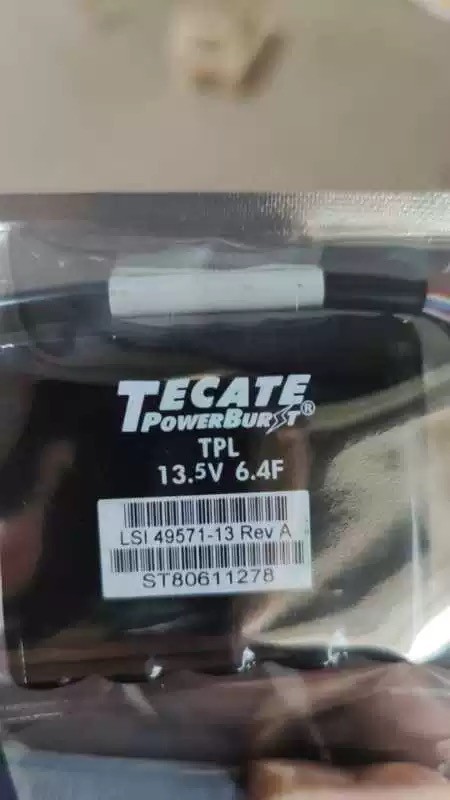 TECATE
POWERBURST®
TPL
13.5V 6.4F
LSI 49571-13 Rev A
ST80611278